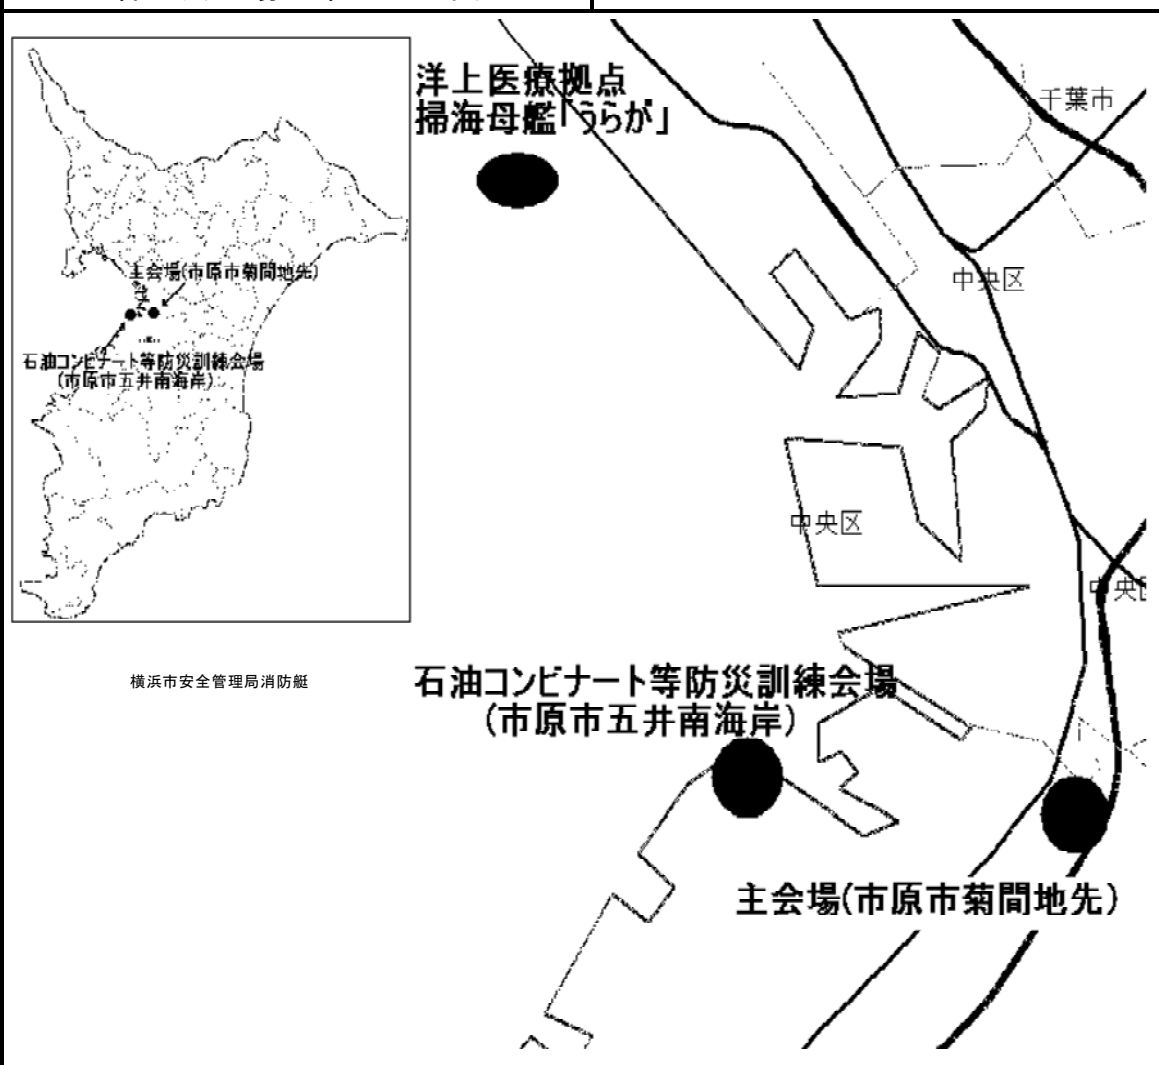 洋上医療拠点
掃海母艦「うらが」
千葉市
主会場(市原市菊間地先)
中央区
石油コンビナート等防災訓練会場
(市原市五井南海岸)
中央区
横浜市安全管理局消防艇
石油コンビナート等防災訓練会場
(市原市五井南海岸)
主会場(市原市菊間地先)